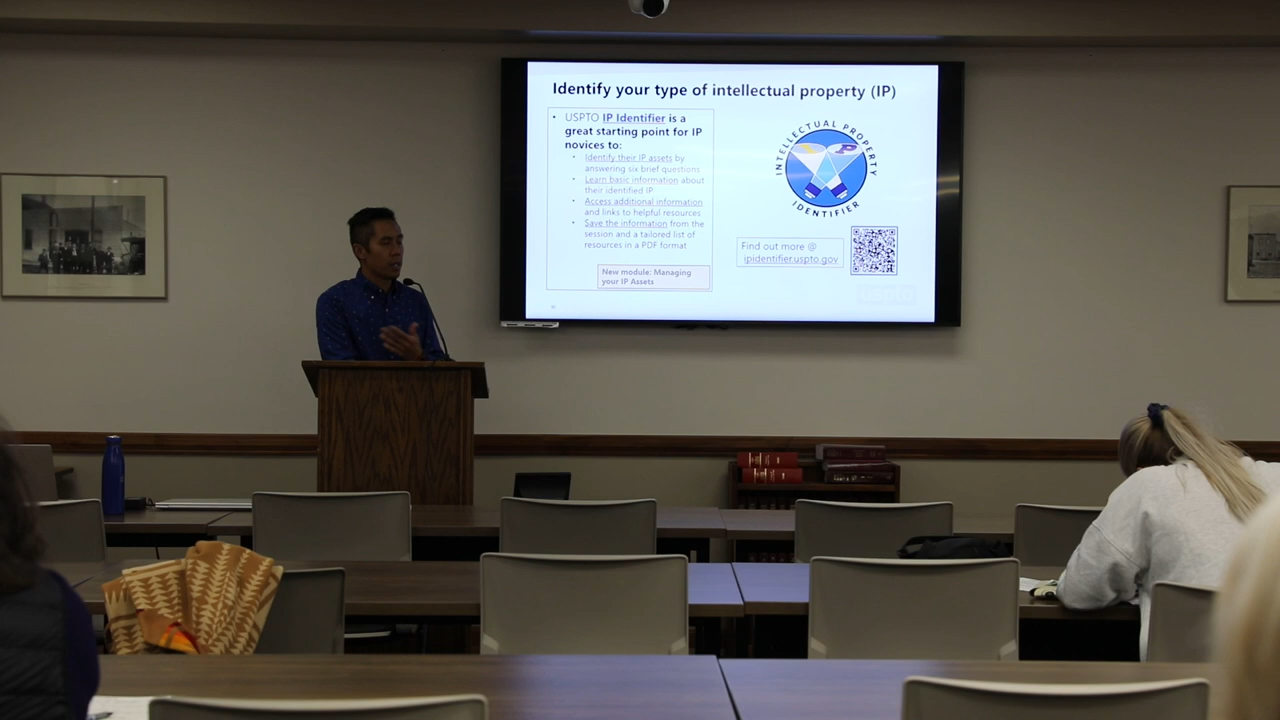 Identify your type of intellectual property (IP)
• USPTO IP Identifier is a
great starting point for IP
novices to:
• Identify their IP assets by
answering six brief questions
• Learn basic information about
their identified IP
• Access additional information
and links to helpful resources
• Save the information from the
session and a tailored list of
resources in a PDF format
New module: Managing
your IP Assets
INTELLECTUAL PROPERTY
IP
IDENTIFIER
Find out more @
ipidentifier.uspto.gov
uspto